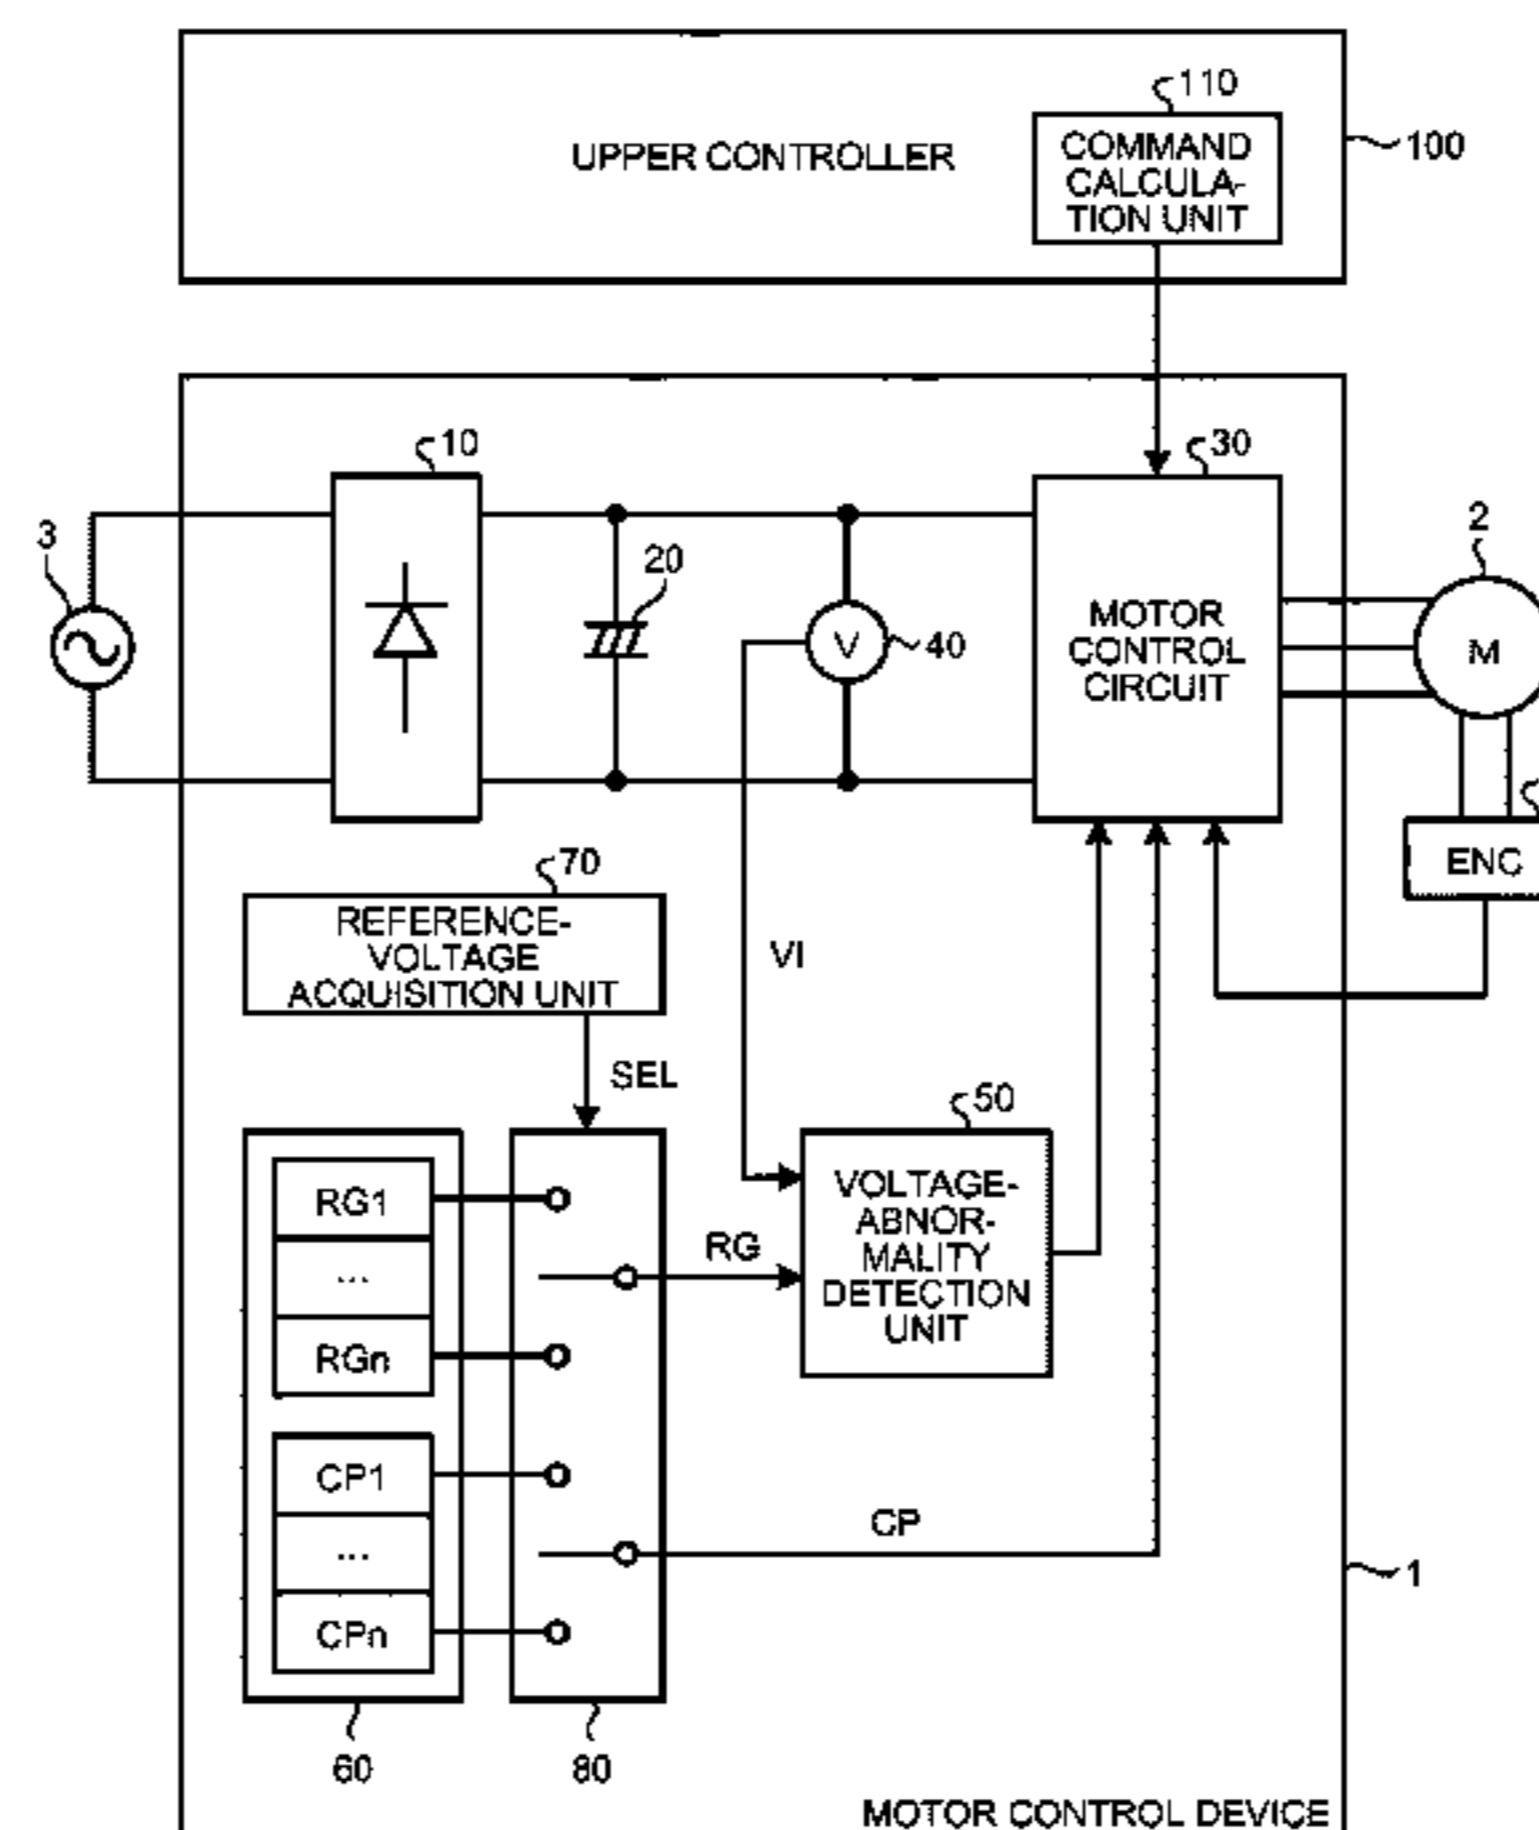 110
UPPER CONTROLLER
COMMAND
CALCULA-
TION UNIT
100
10
30
3
20
2
MOTOR
CONTROL
CIRCUIT
V
40
M
70
ENC
REFERENCE-
VOLTAGE
ACQUISITION UNIT
VI
SEL
50
RG1
...
RGn
RG
VOLTAGE-
ABNOR-
MALITY
DETECTION
UNIT
CP1
...
CPn
CP
1
60
80
MOTOR CONTROL DEVICE